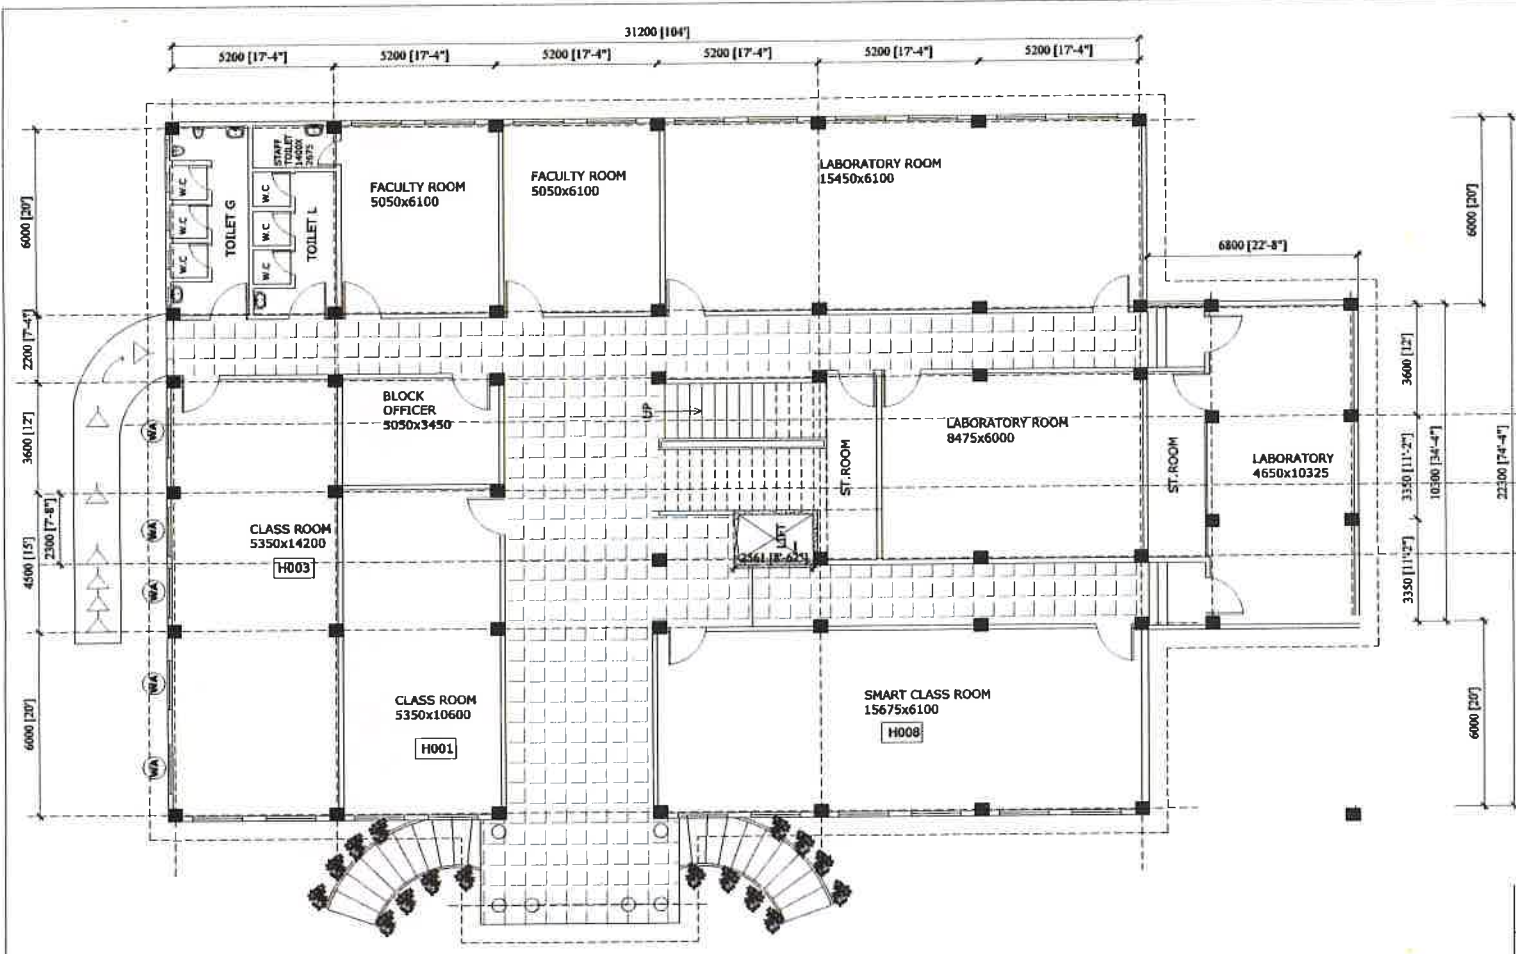 31200 [104']
5200 [17'-4"]
5200 [17'-4"]
5200 [17'-4"]
5200 [17'-4"]
5200 [17'-4"]
5200 [17'-4"]
6000 [20']
2200 [7'-4"]
3600 [12']
4500 [15']
2300 [7'-8"]
6000 [20']
STAFF
TOILET
1400X
2675
W.C
W.C
W.C
TOILET G
W.C
W.C
W.C
TOILET L
FACULTY ROOM
5050x6100
FACULTY ROOM
5050x6100
LABORATORY ROOM
15450x6100
6000 [20']
6800 [22'-8"]
BLOCK
OFFICER
5050x3450
UP
ST.ROOM
LABORATORY ROOM
8475x6000
ST.ROOM
LABORATORY
4650x10325
3600 [12']
3350 [11'-2"]
3350 [11'-2"]
10300 [34'-4"]
22300 [74'-4"]
CLASS ROOM
5350x14200
H003
LIFT
WA
WA
WA
WA
WA
CLASS ROOM
5350x10600
H001
SMART CLASS ROOM
15675x6100
H008
6000 [20']